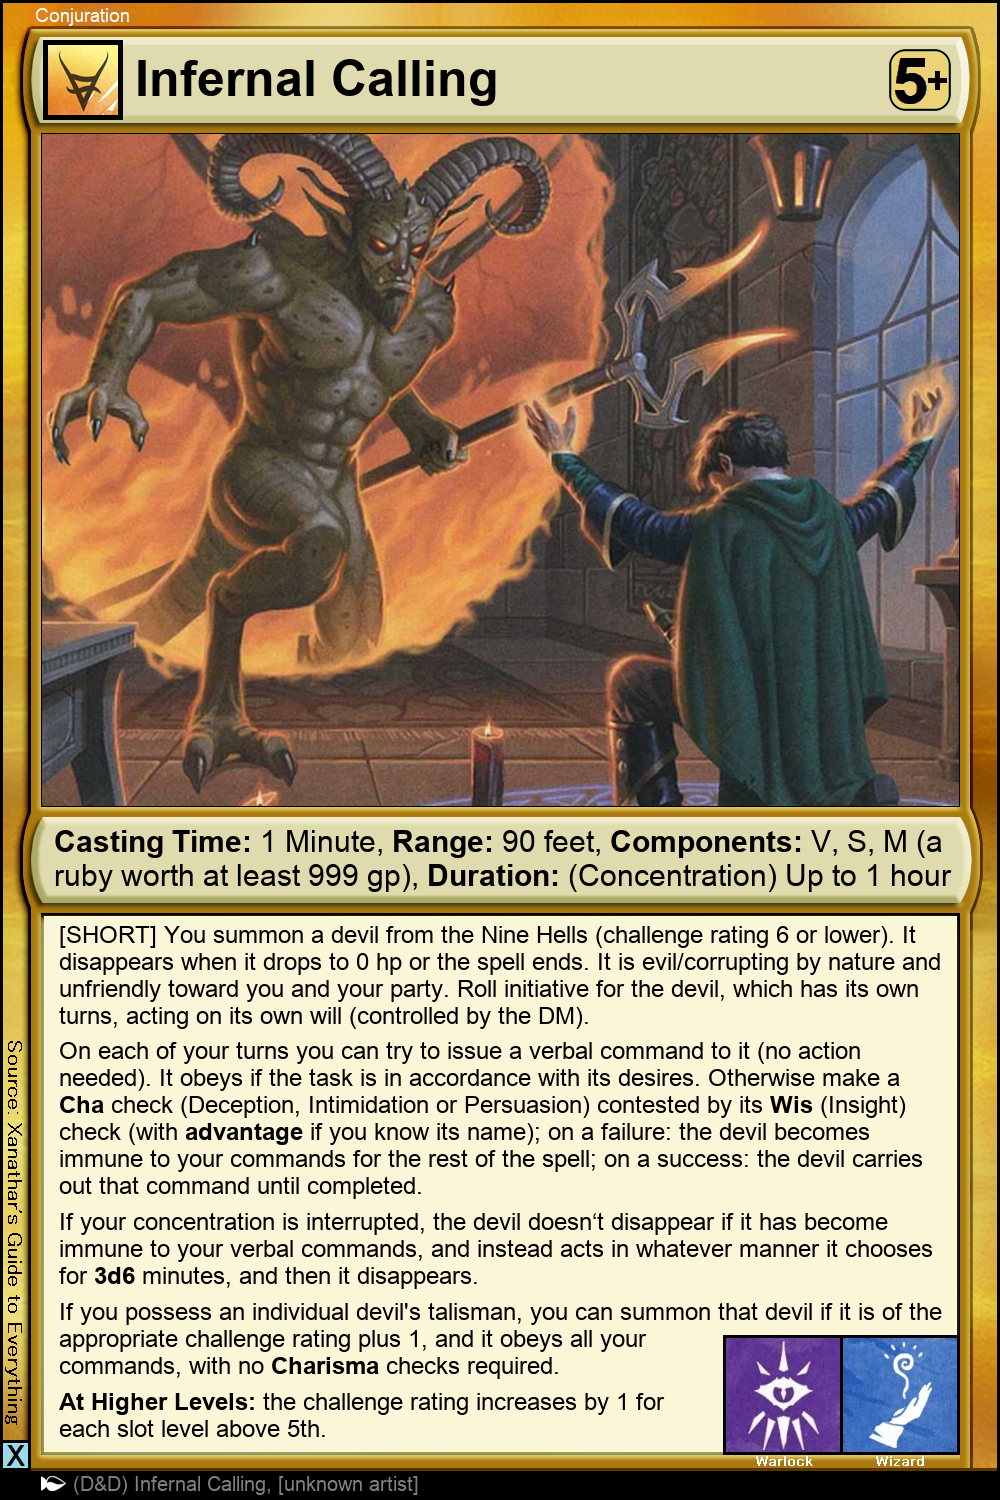 Conjuration
Infernal Calling
5+
Casting Time: 1 Minute, Range: 90 feet, Components: V, S, M (a
ruby worth at least 999 gp), Duration: (Concentration) Up to 1 hour
[SHORT] You summon a devil from the Nine Hells (challenge rating 6 or lower). It
disappears when it drops to 0 hp or the spell ends. It is evil/corrupting by nature and
unfriendly toward you and your party. Roll initiative for the devil, which has its own
turns, acting on its own will (controlled by the DM).
On each of your turns you can try to issue a verbal command to it (no action
needed). It obeys if the task is in accordance with its desires. Otherwise make a
Cha check (Deception, Intimidation or Persuasion) contested by its Wis (Insight)
check (with advantage if you know its name); on a failure: the devil becomes
immune to your commands for the rest of the spell; on a success: the devil carries
out that command until completed.
If your concentration is interrupted, the devil doesn‘t disappear if it has become
immune to your verbal commands, and instead acts in whatever manner it chooses
for 3d6 minutes, and then it disappears.
If you possess an individual devil's talisman, you can summon that devil if it is of the
appropriate challenge rating plus 1, and it obeys all your
commands, with no Charisma checks required.
At Higher Levels: the challenge rating increases by 1 for
each slot level above 5th.
Warlock
Wizard
Source: Xanathar's Guide to Everything
X
(D&D) Infernal Calling, [unknown artist]